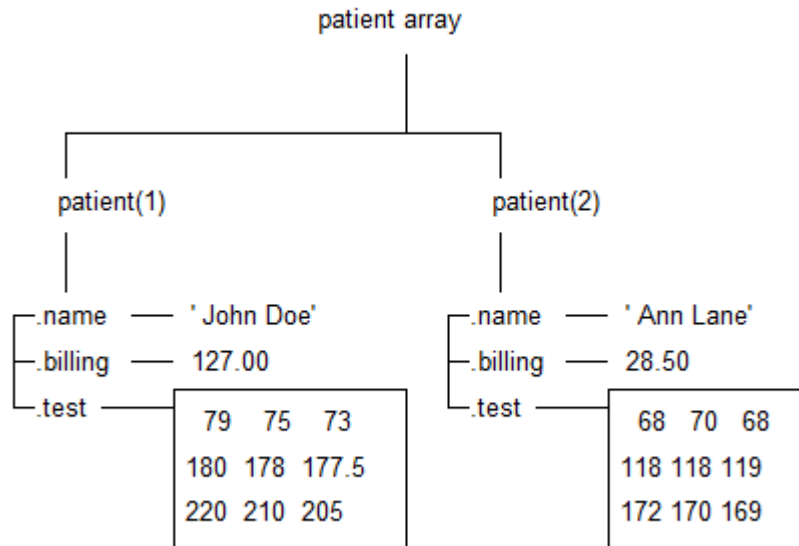 patient array
patient(1)
.name ' John Doe'
.billing 127.00
.test
79 75 73
180 178 177.5
220 210 205
patient(2)
.name ' Ann Lane'
.billing 28.50
.test
68 70 68
118 118 119
172 170 169